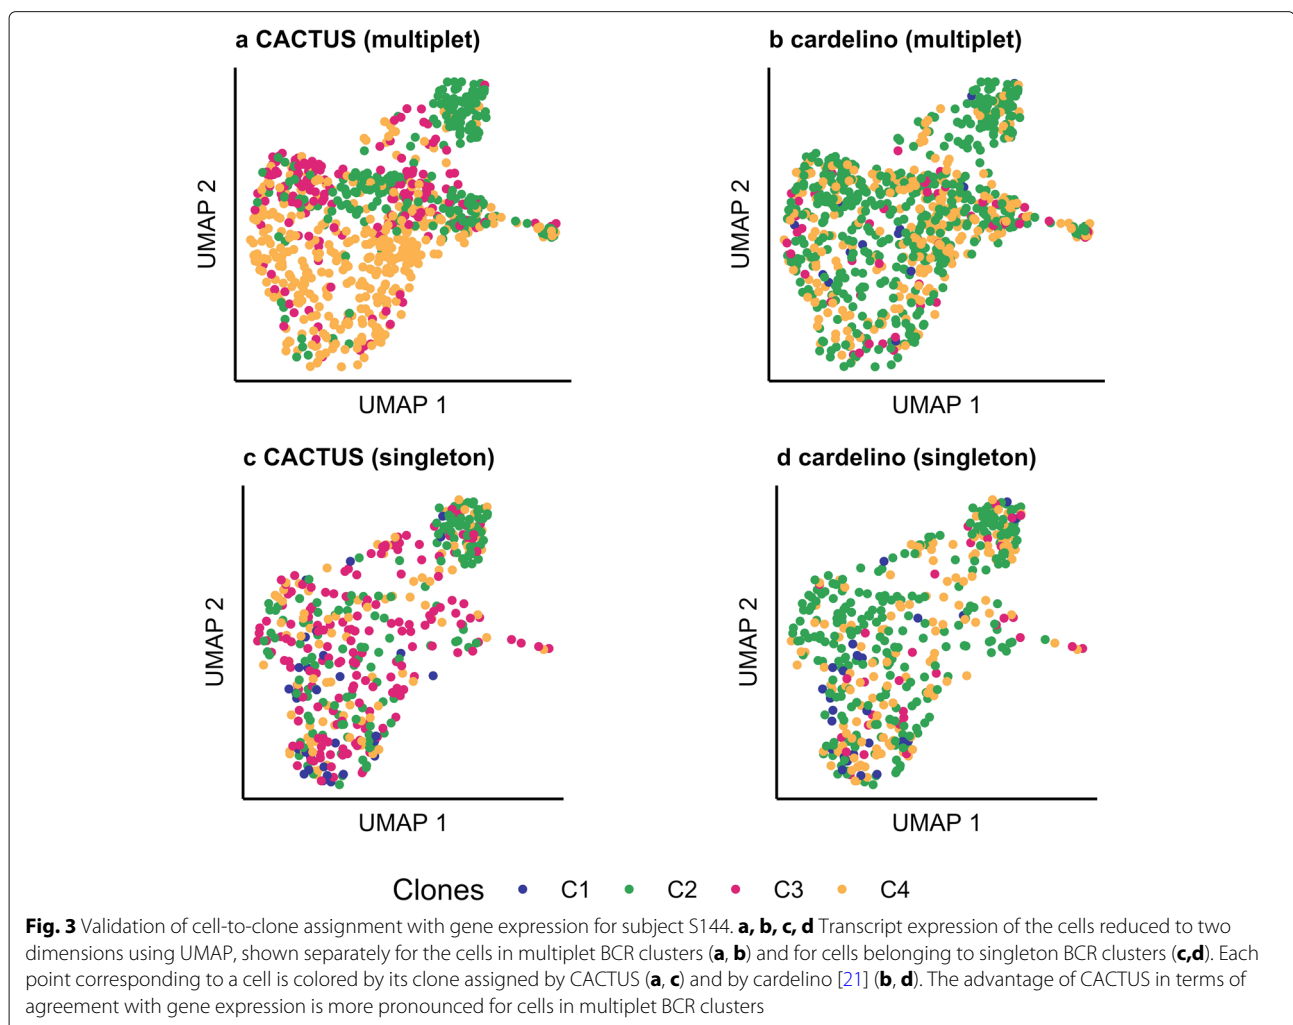 a CACTUS (multiplet)
b cardelino (multiplet)
UMAP 2
UMAP 2
UMAP 1
UMAP 1
c CACTUS (singleton)
d cardelino (singleton)
UMAP 2
UMAP 2
UMAP 1
UMAP 1
Clones C1 C2 C3 C4
Fig. 3 Validation of cell-to-clone assignment with gene expression for subject S144. a, b, c, d Transcript expression of the cells reduced to two
dimensions using UMAP, shown separately for the cells in multiplet BCR clusters (a, b) and for cells belonging to singleton BCR clusters (c,d). Each
point corresponding to a cell is colored by its clone assigned by CACTUS (a, c) and by cardelino [21] (b, d). The advantage of CACTUS in terms of
agreement with gene expression is more pronounced for cells in multiplet BCR clusters